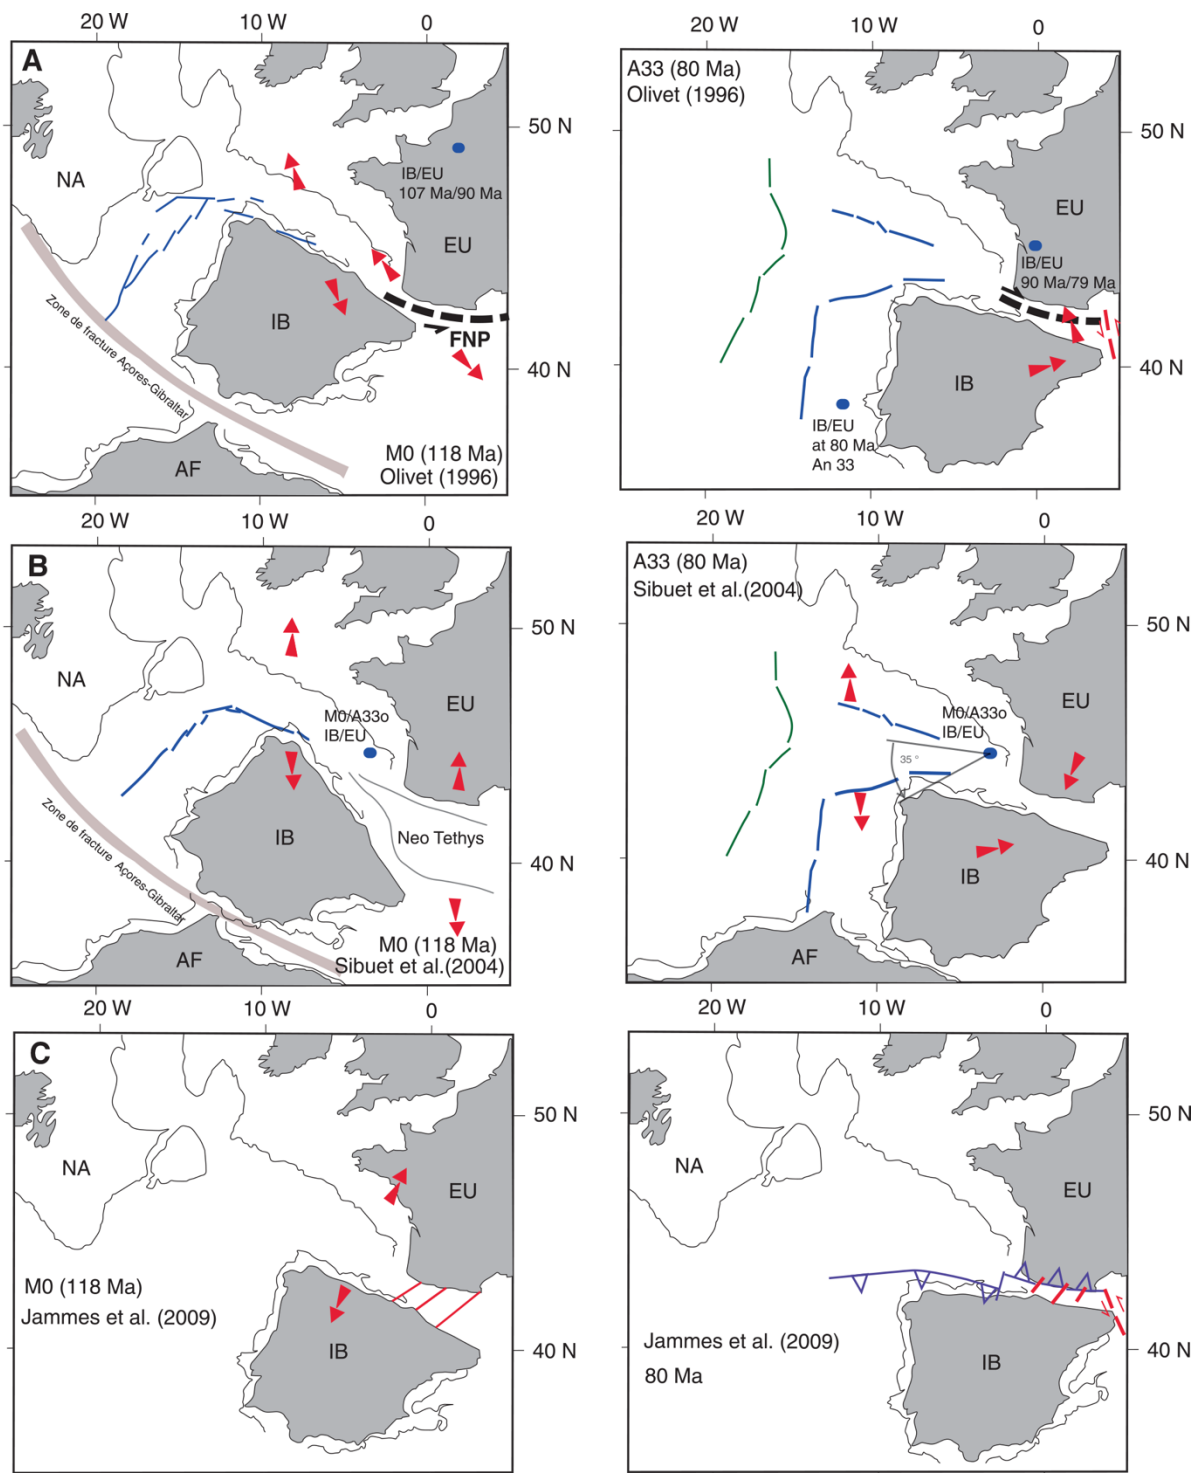 20 W
10 W
0
A
NA
IB/EU
107 Ma/90 Ma
50 N
EU
IB
FNP
40 N
Zone de fracture Açores-Gibraltar
AF
M0 (118 Ma)
Olivet (1996)
20 W
10 W
0
20 W
10 W
0
A33 (80 Ma)
Olivet (1996)
50 N
EU
IB/EU
90 Ma/79 Ma
IB
40 N
IB/EU
at 80 Ma
An 33
20 W
10 W
0
B
NA
50 N
EU
M0/A33o
IB/EU
Neo Tethys
IB
40 N
Zone de fracture Açores-Gibraltar
M0 (118 Ma)
Sibuet et al.(2004)
AF
20 W
10 W
0
A33 (80 Ma)
Sibuet et al.(2004)
50 N
EU
M0/A33o
IB/EU
35 °
IB
40 N
AF
20 W
10 W
0
C
NA
50 N
EU
M0 (118 Ma)
Jammes et al. (2009)
IB
40 N
NA
50 N
EU
Jammes et al. (2009)
80 Ma
IB
40 N